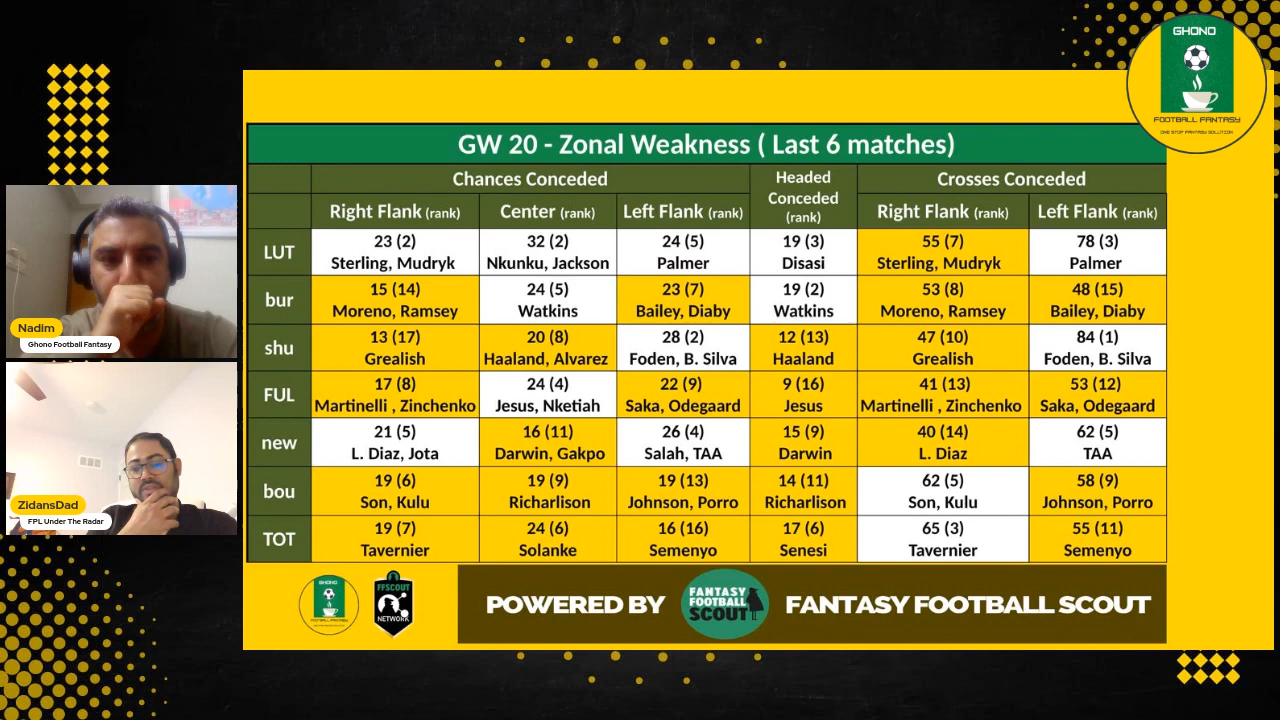 GHONO
FOOTBALL FANTASY
ONE STOP FANTASY SOLUTION
GW 20 - Zonal Weakness ( Last 6 matches)
Chances Conceded Headed Conceded (rank) Crosses Conceded
Right Flank (rank) Center (rank) Left Flank (rank) Right Flank (rank) Left Flank (rank)
LUT
23 (2) 32 (2) 24 (5) 19 (3) 55 (7) 78 (3)
Sterling, Mudryk Nkunku, Jackson Palmer Disasi Sterling, Mudryk Palmer
bur
15 (14) 24 (5) 23 (7) 19 (2) 53 (8) 48 (15)
Moreno, Ramsey Watkins Bailey, Diaby Watkins Moreno, Ramsey Bailey, Diaby
shu
13 (17) 20 (8) 28 (2) 12 (13) 47 (10) 84 (1)
Grealish Haaland, Alvarez Foden, B. Silva Haaland Grealish Foden, B. Silva
FUL
17 (8) 24 (4) 22 (9) 9 (16) 41 (13) 53 (12)
Martinelli , Zinchenko Jesus, Nketiah Saka, Odegaard Jesus Martinelli , Zinchenko Saka, Odegaard
new
21 (5) 16 (11) 26 (4) 15 (9) 40 (14) 62 (5)
L. Diaz, Jota Darwin, Gakpo Salah, TAA Darwin L. Diaz TAA
bou
19 (6) 19 (9) 19 (13) 14 (11) 62 (5) 58 (9)
Son, Kulu Richarlison Johnson, Porro Richarlison Son, Kulu Johnson, Porro
TOT
19 (7) 24 (6) 16 (16) 17 (6) 65 (3) 55 (11)
Tavernier Solanke Semenyo Senesi Tavernier Semenyo
Nadim
Ghono Football Fantasy
ZidansDad
FPL Under The Radar
GHONO
FOOTBALL FANTASY
FFSCOUT
NETWORK
POWERED BY
FANTASY
FOOTBALL
SCOUT
FANTASY FOOTBALL SCOUT